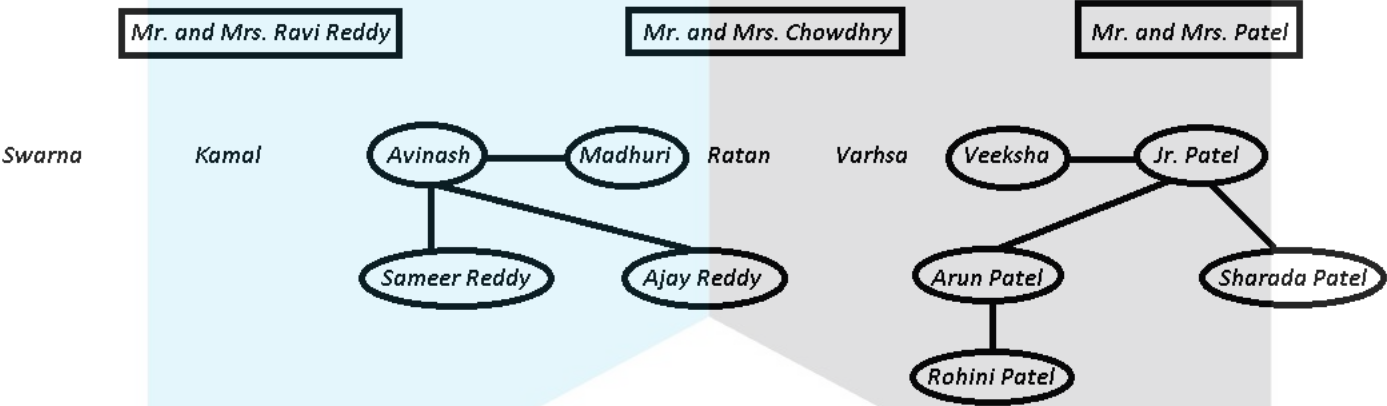 Mr. and Mrs. Ravi Reddy Mr. and Mrs. Chowdhry Mr. and Mrs. Patel
Swarna Kamal Avinash Madhuri Ratan Varhsa Veeksha Jr. Patel
Sameer Reddy Ajay Reddy Arun Patel Sharada Patel
Rohini Patel